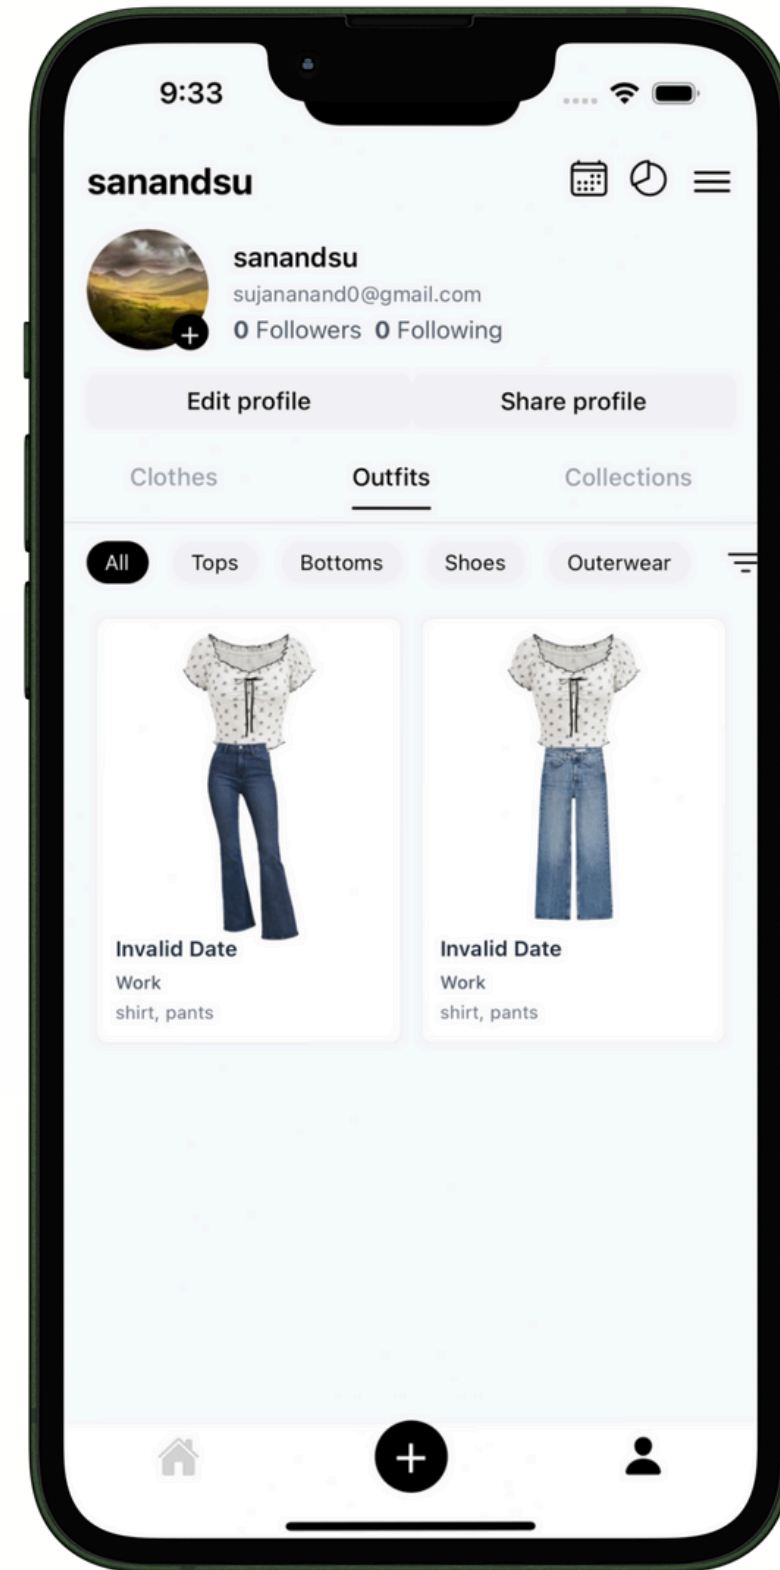 9:33
sanandsu
sanandsu
sujananand0@gmail.com
0 Followers 0 Following
Edit profile Share profile
Clothes Outfits Collections
All Tops Bottoms Shoes Outerwear
Invalid Date Invalid Date
Work Work
shirt, pants shirt, pants